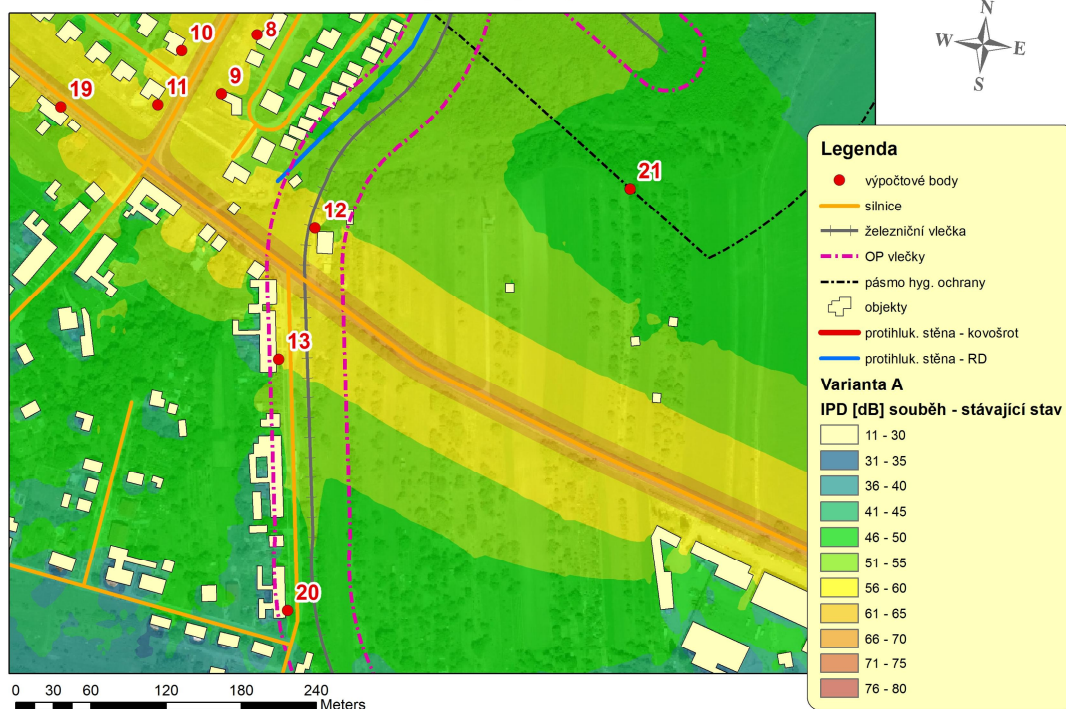 N
W E
S
10
8
19
11
9
21
12
13
20
Legenda
výpočtové body
silnice
železniční vlečka
OP vlečky
pásmo hyg. ochrany
objekty
protihluk. stěna - kovošrot
protihluk. stěna - RD
Varianta A
IPD [dB] souběh - stávající stav
11 - 30
31 - 35
36 - 40
41 - 45
46 - 50
51 - 55
56 - 60
61 - 65
66 - 70
71 - 75
76 - 80
0 30 60 120 180 240
Meters